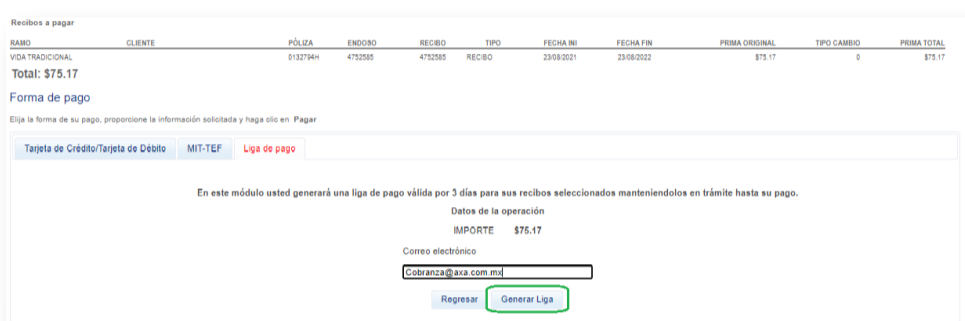 Recibos a pagar
RAMO CLIENTE PÓLIZA ENDOSO RECIBO TIPO FECHA INI FECHA FIN PRIMA ORIGINAL TIPO CAMBIO PRIMA TOTAL
VIDA TRADICIONAL 0132794H 4752585 4752585 RECIBO 23/08/2021 23/08/2022 $75.17 0 $75.17
Total: $75.17
Forma de pago
Elija la forma de su pago, proporcione la información solicitada y haga clic en Pagar
Tarjeta de Crédito/Tarjeta de Débito MIT-TEF Liga de pago
En este módulo usted generará una liga de pago válida por 3 días para sus recibos seleccionados manteniendolos en trámite hasta su pago.
Datos de la operación
IMPORTE $75.17
Correo electrónico
Cobranza@axa.com.mx
Regresar Generar Liga